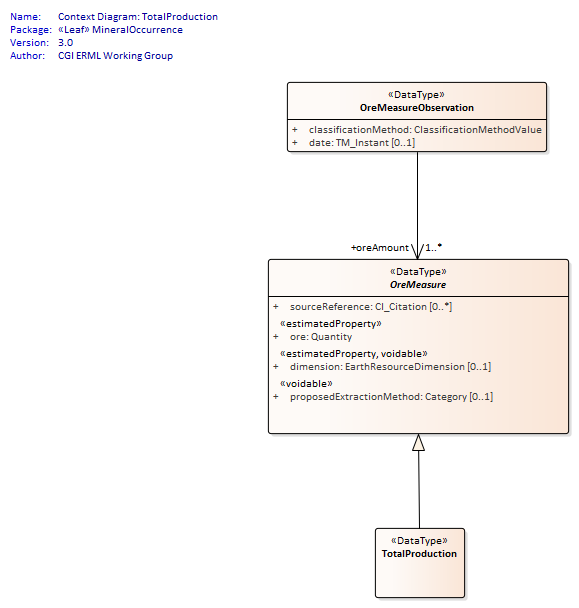 Name: Context Diagram: TotalProduction
Package: «Leaf» MineralOccurrence
Version: 3.0
Author: CGI ERML Working Group
«DataType»
OreMeasureObservation
+ classificationMethod: ClassificationMethodValue
+ date: TM_Instant [0..1]
+oreAmount 1..*
«DataType»
OreMeasure
+ sourceReference: CI_Citation [0..*]
«estimatedProperty»
+ ore: Quantity
«estimatedProperty, voidable»
+ dimension: EarthResourceDimension [0..1]
«voidable»
+ proposedExtractionMethod: Category [0..1]
«DataType»
TotalProduction